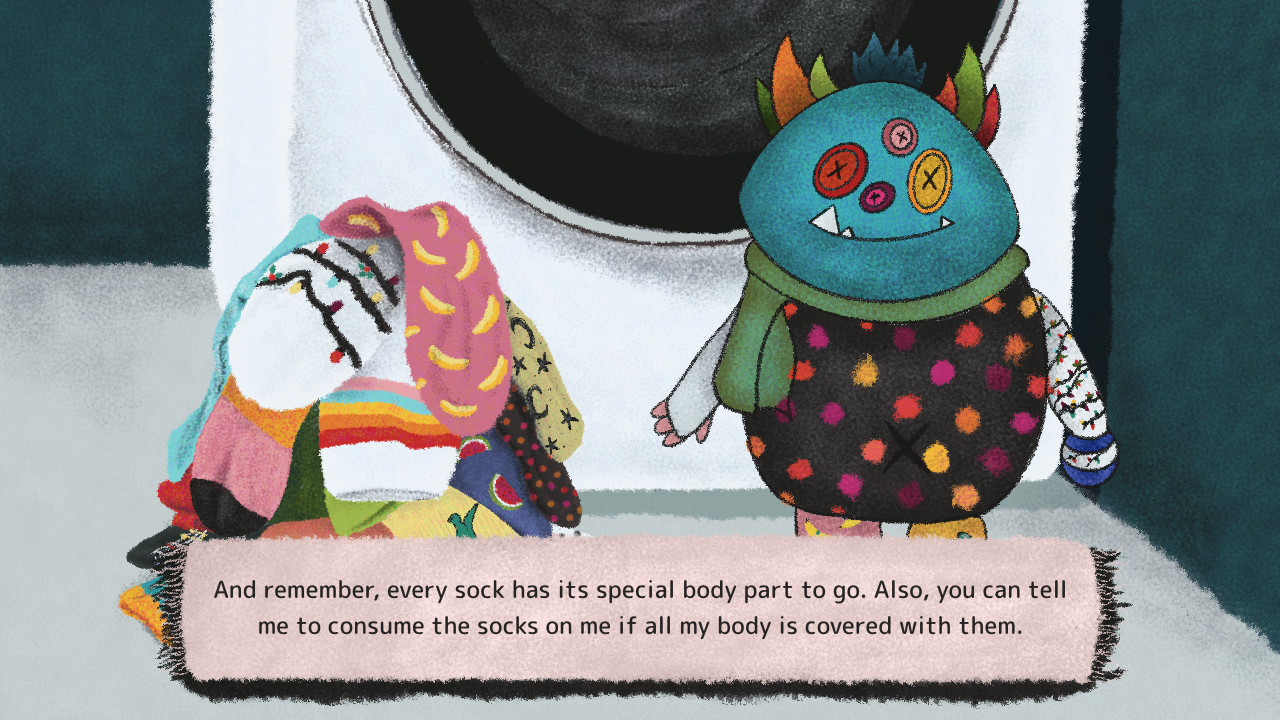 And remember, every sock has its special body part to go. Also, you can tell
me to consume the socks on me if all my body is covered with them.